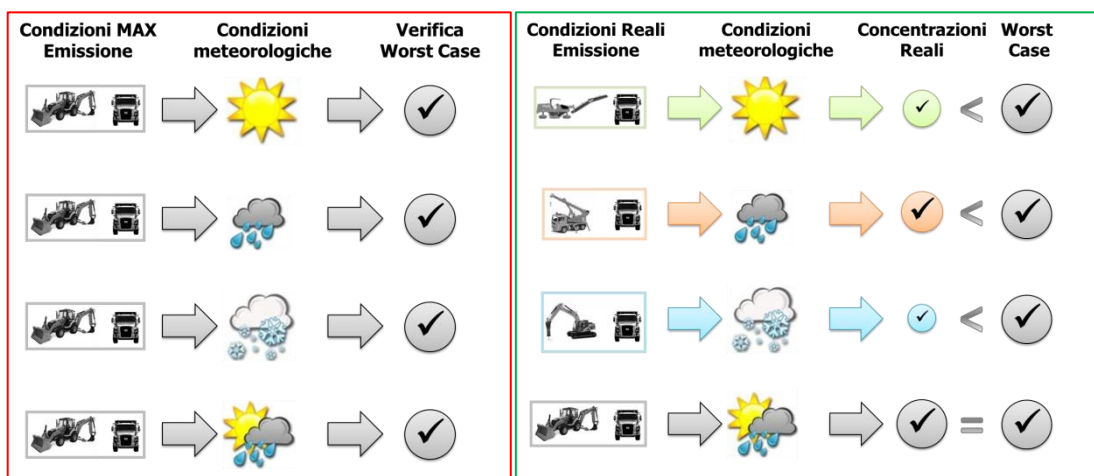 Condizioni MAX
Emissione
Condizioni
meteorologiche
Verifica
Worst Case
Condizioni Reali
Emissione
Condizioni
meteorologiche
Concentrazioni
Reali
Worst
Case
<
<
<
=